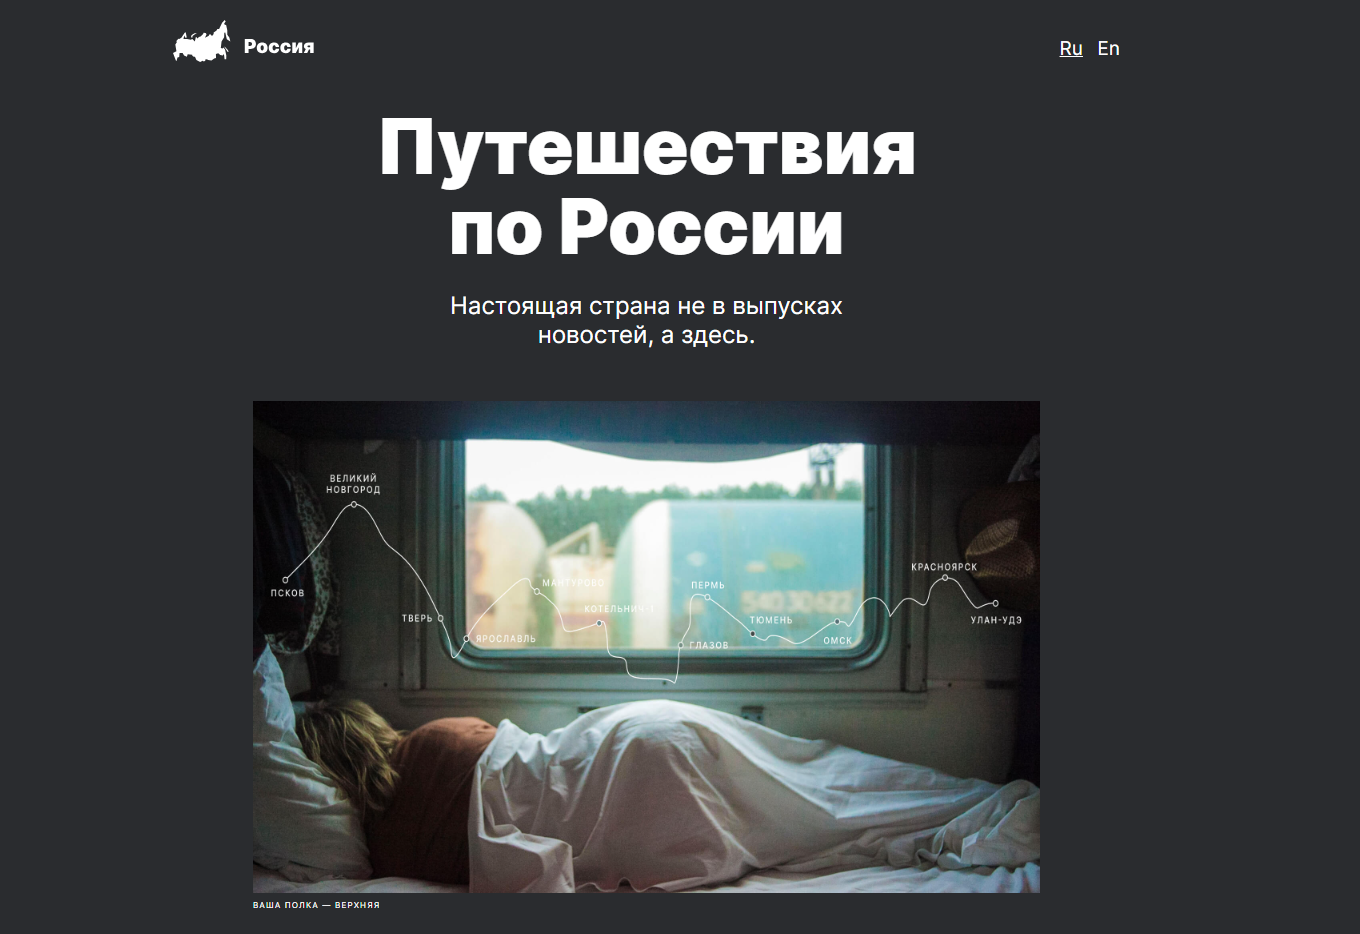 Россия
Ru En
Путешествия
по России
Настоящая страна не в выпусках
новостей, а здесь.
ВЕЛИКИЙ
НОВГОРОД
ПСКОВ
ТВЕРЬ
ЯРОСЛАВЛЬ
МАНТУРОВО
КОТЕЛЬНИЧ-1
ГЛАЗОВ
ПЕРМЬ
ТЮМЕНЬ
ОМСК
КРАСНОЯРСК
УЛАН-УДЭ
54030622
ВАША ПОЛКА — ВЕРХНЯЯ